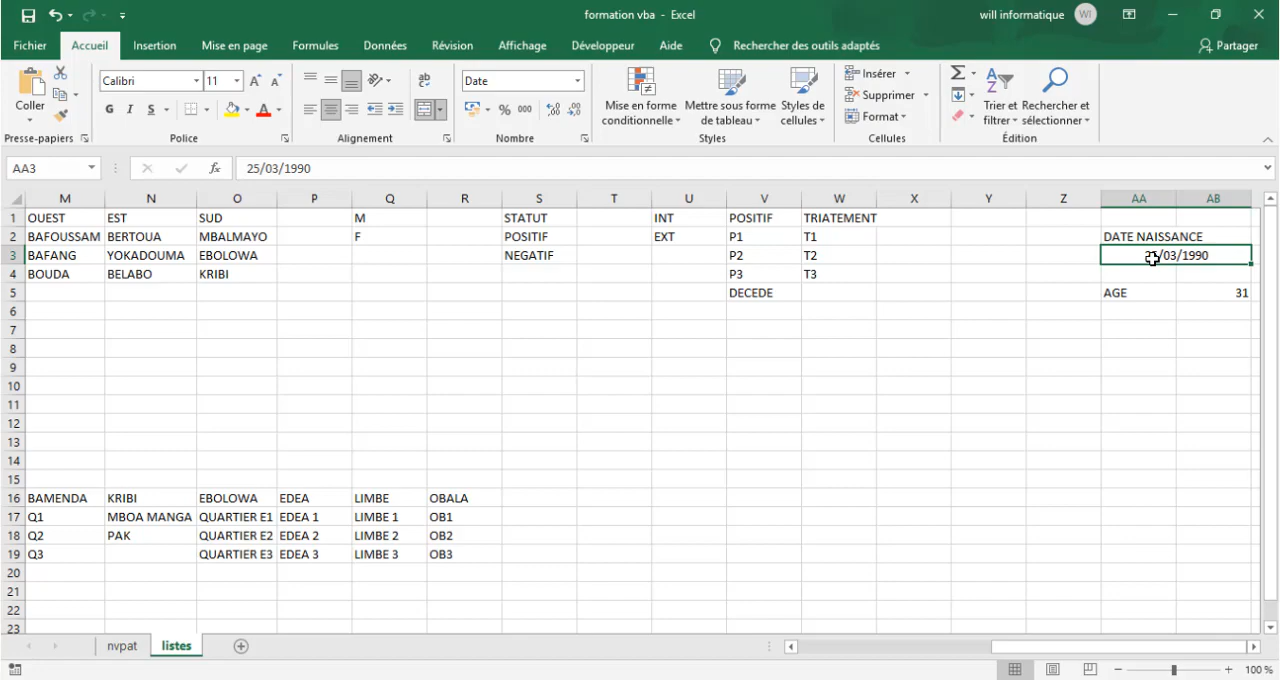 formation vba - Excel
will informatique WI
Fichier Accueil Insertion Mise en page Formules Données Révision Affichage Développeur Aide Rechercher des outils adaptés Partager
Coller
Presse-papiers
Calibri 11
G I S
Police
ab
Alignement
Date
% 000
Nombre
Mise en forme conditionnelle
Mettre sous forme de tableau
Styles de cellules
Styles
Insérer
Supprimer
Format
Cellules
Trier et filtrer
Rechercher et sélectionner
Édition
AA3 fx 25/03/1990
M N O P Q R S T U V W X Y Z AA AB
1 OUEST EST SUD M STATUT INT POSITIF TRIATEMENT
2 BAFOUSSAM BERTOUA MBALMAYO F POSITIF EXT P1 T1 DATE NAISSANCE
3 BAFANG YOKADOUMA EBOLOWA NEGATIF P2 T2 25/03/1990
4 BOUDA BELABO KRIBI P3 T3
5 DECEDE AGE 31
6
7
8
9
10
11
12
13
14
15
16 BAMENDA KRIBI EBOLOWA EDEA LIMBE OBALA
17 Q1 MBOA MANGA QUARTIER E1 EDEA 1 LIMBE 1 OB1
18 Q2 PAK QUARTIER E2 EDEA 2 LIMBE 2 OB2
19 Q3 QUARTIER E3 EDEA 3 LIMBE 3 OB3
20
21
22
23
nvpat listes
100 %